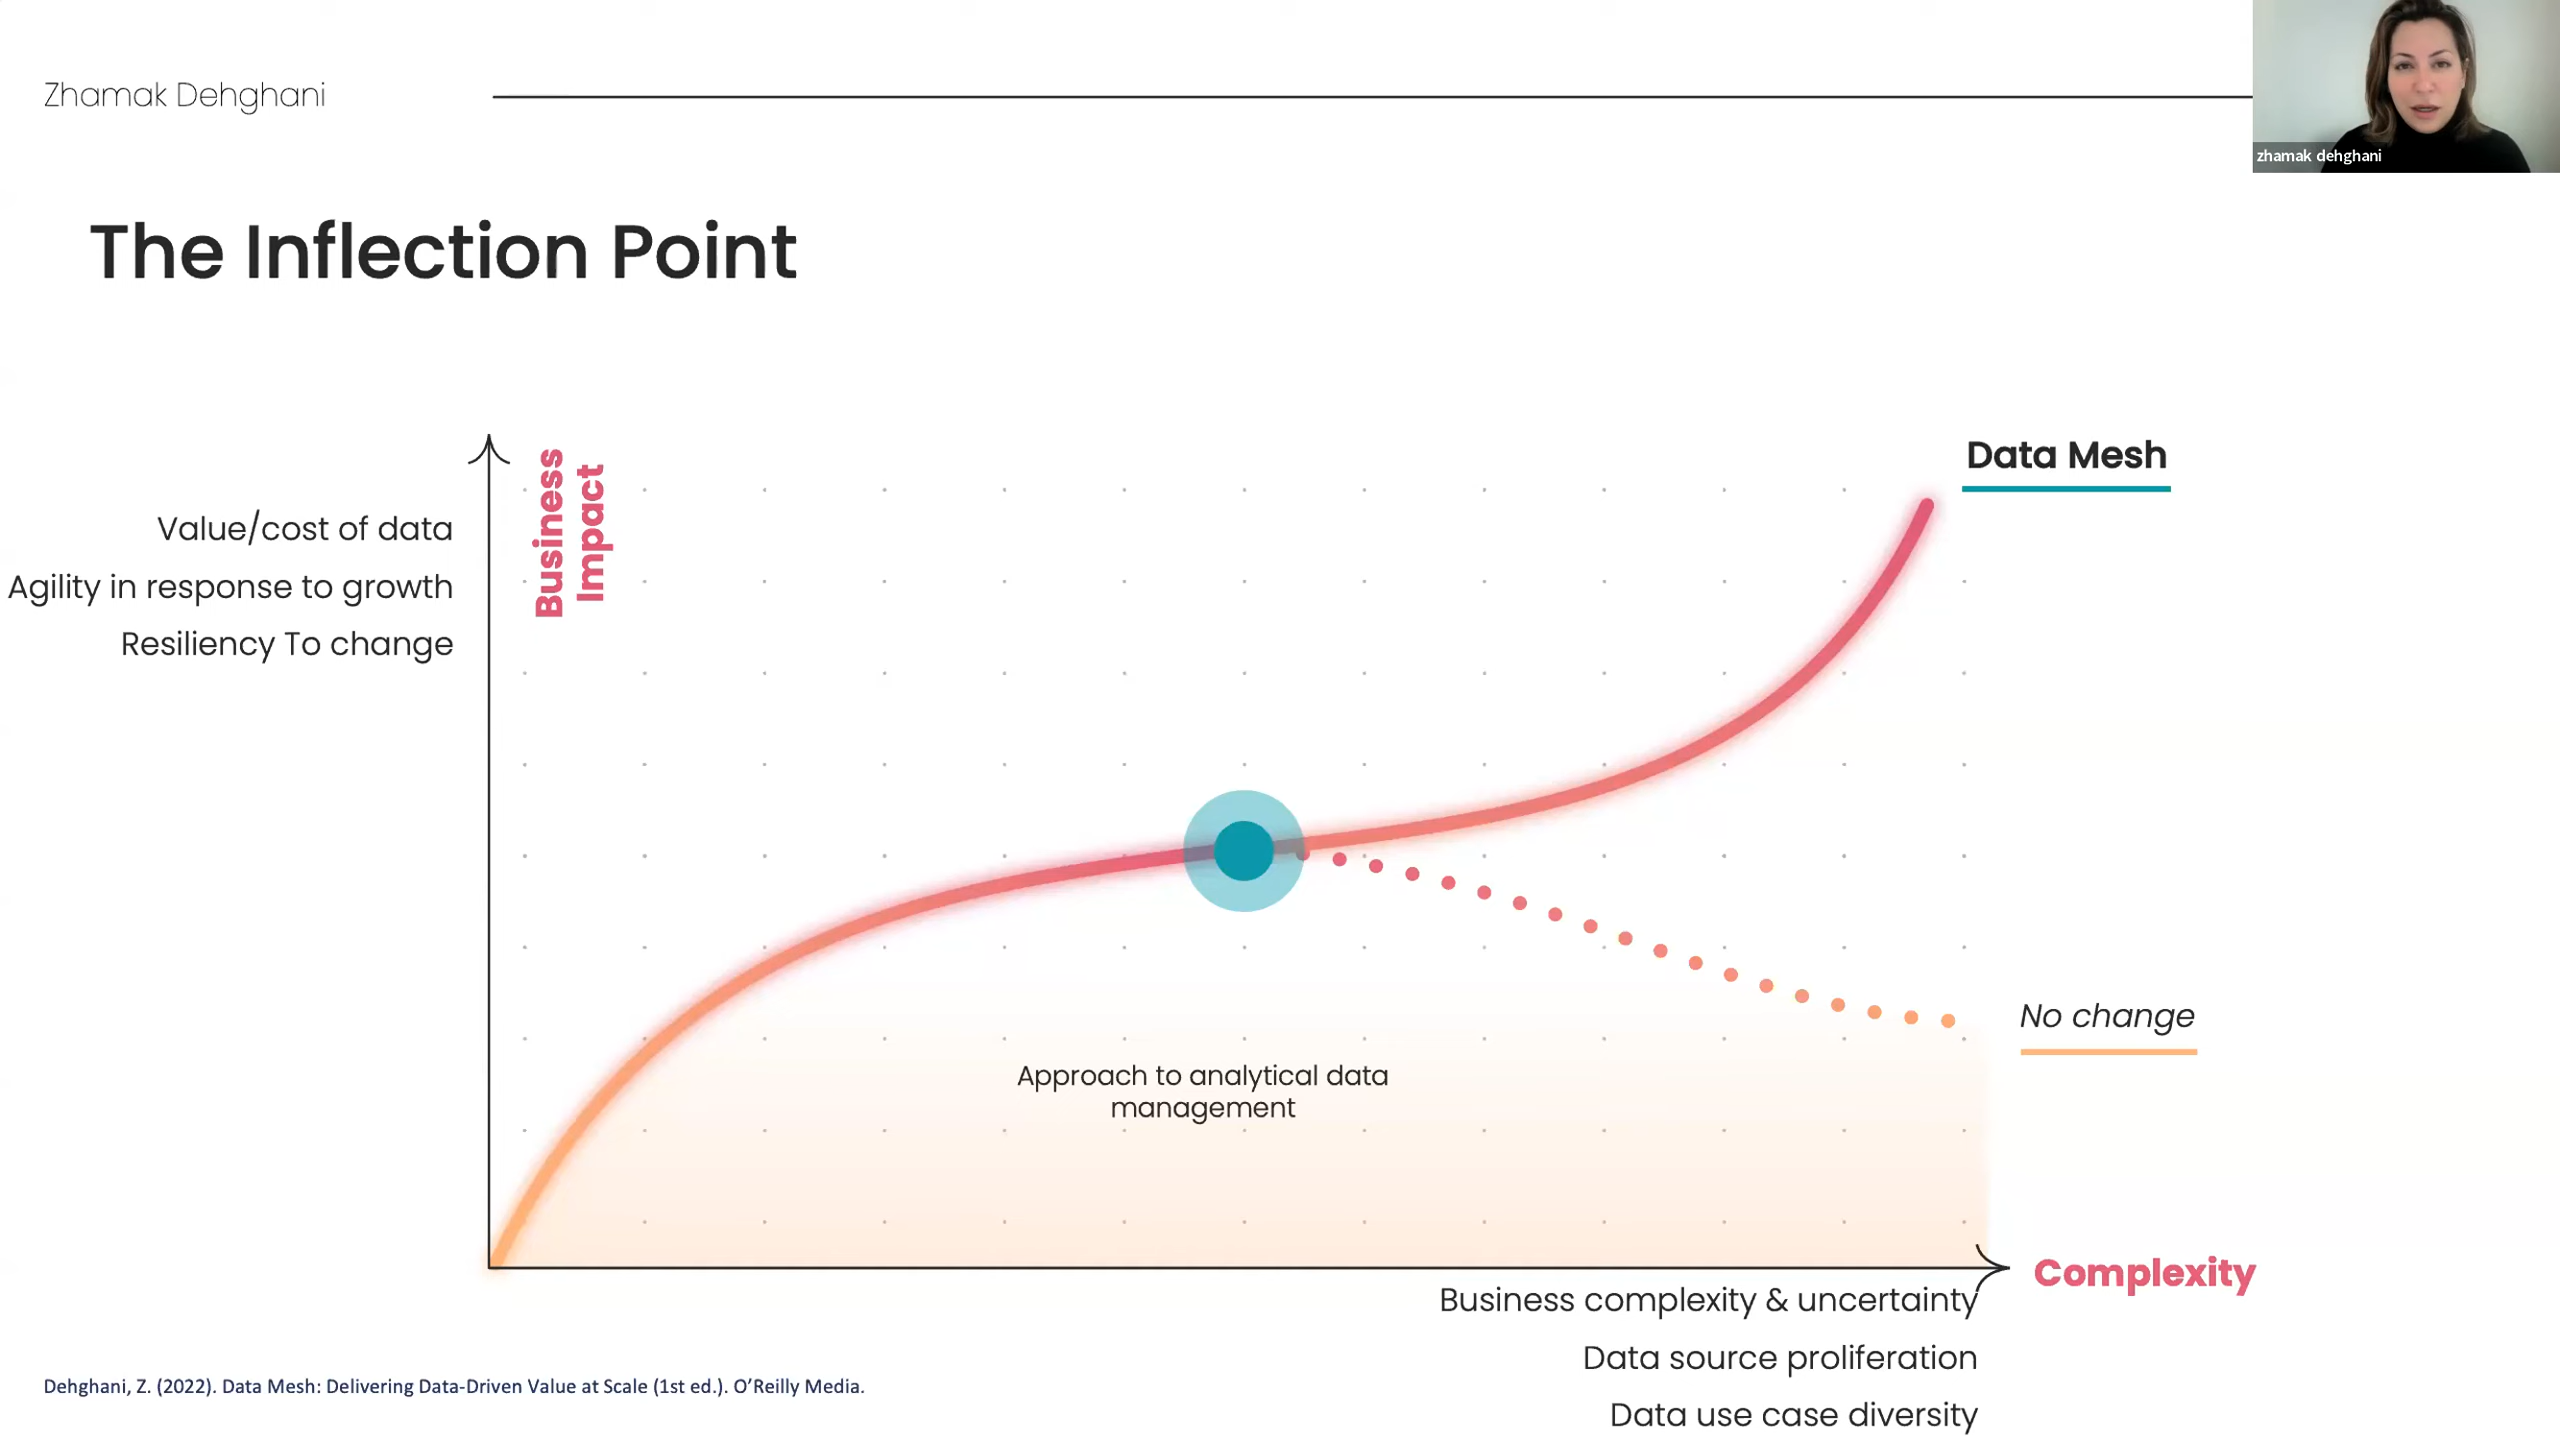 Zhamak Dehghani
zhamak dehghani
The Inflection Point
Business
Impact
Value/cost of data
Agility in response to growth
Resiliency To change
Data Mesh
No change
Approach to analytical data
management
Complexity
Business complexity & uncertainty
Data source proliferation
Data use case diversity
Dehghani, Z. (2022). Data Mesh: Delivering Data-Driven Value at Scale (1st ed.). O’Reilly Media.